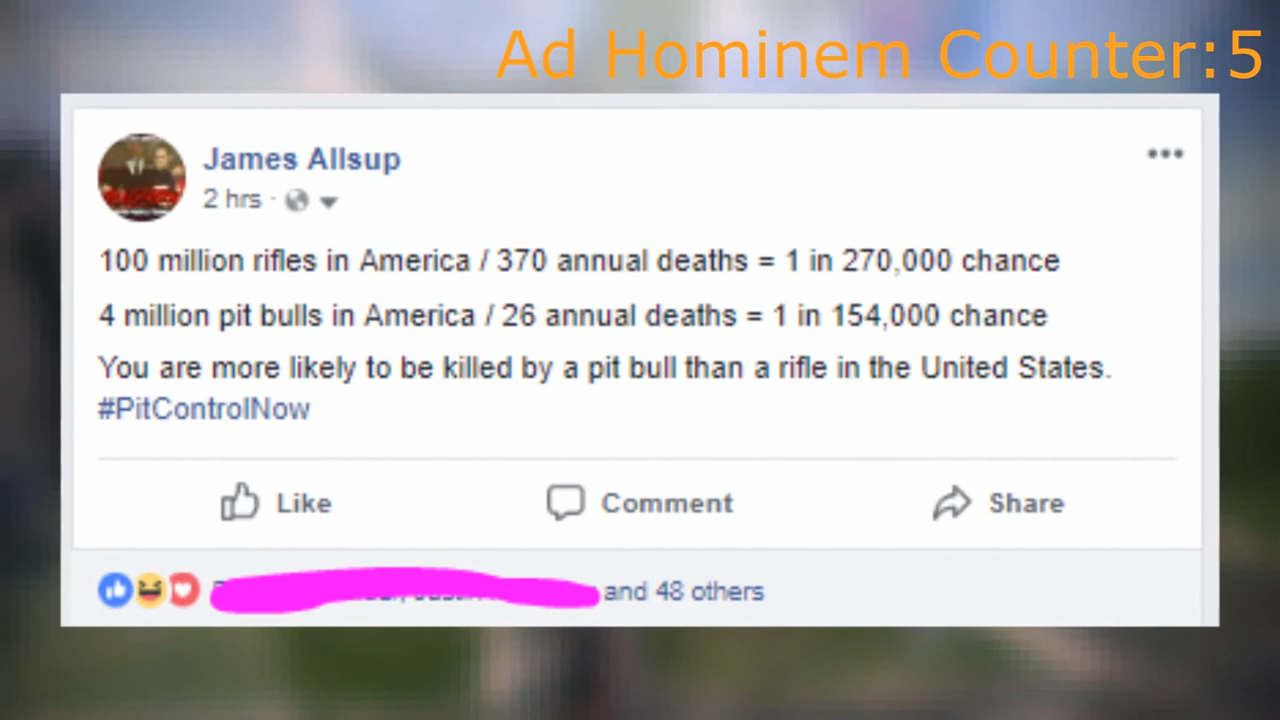 Ad Hominem Counter:5
James Allsup
2 hrs ·
100 million rifles in America / 370 annual deaths = 1 in 270,000 chance
4 million pit bulls in America / 26 annual deaths = 1 in 154,000 chance
You are more likely to be killed by a pit bull than a rifle in the United States.
#PitControlNow
Like Comment Share
and 48 others